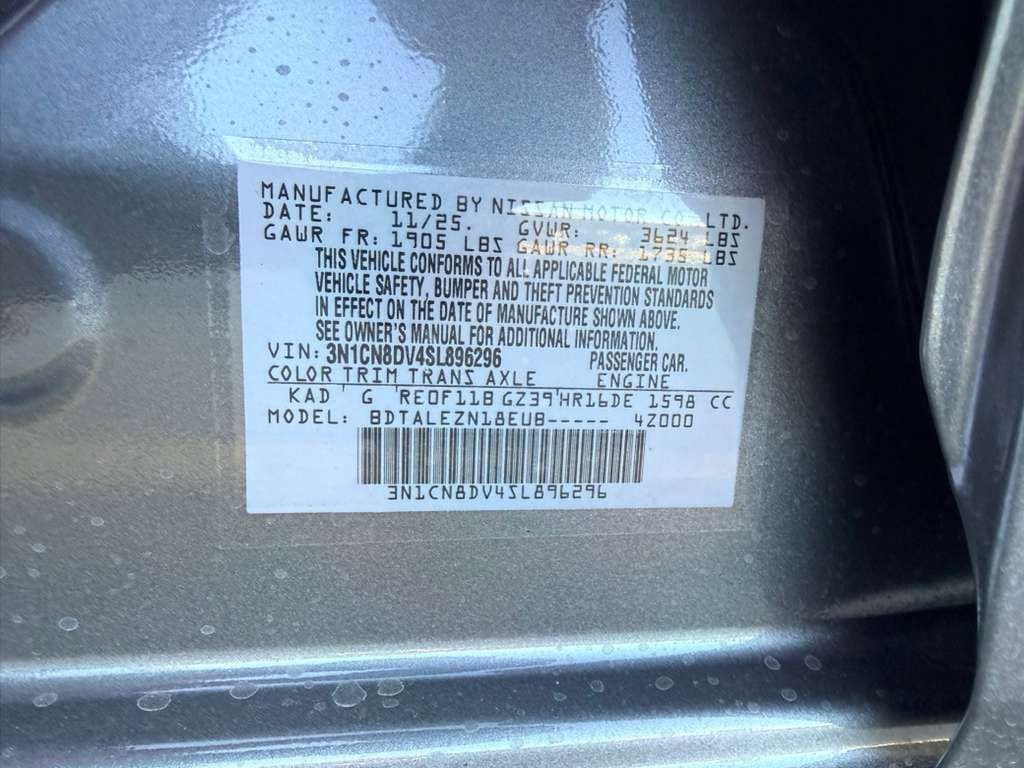 MANUFACTURED BY NISSAN MOTOR CO., LTD.
DATE: 11/25. GVWR: 3624 LBS
GAWR FR: 1905 LBS GAWR RR: 1735 LBS
THIS VEHICLE CONFORMS TO ALL APPLICABLE FEDERAL MOTOR
VEHICLE SAFETY, BUMPER AND THEFT PREVENTION STANDARDS
IN EFFECT ON THE DATE OF MANUFACTURE SHOWN ABOVE.
SEE OWNER'S MANUAL FOR ADDITIONAL INFORMATION.
VIN: 3N1CN8DV4SL896296 PASSENGER CAR.
COLOR TRIM TRANS AXLE ENGINE
KAD G RE0F11B GZ39 HR16DE 1598 CC
MODEL: BDTALEZN18EUB----- 4Z000
3N1CN8DV4SL896296